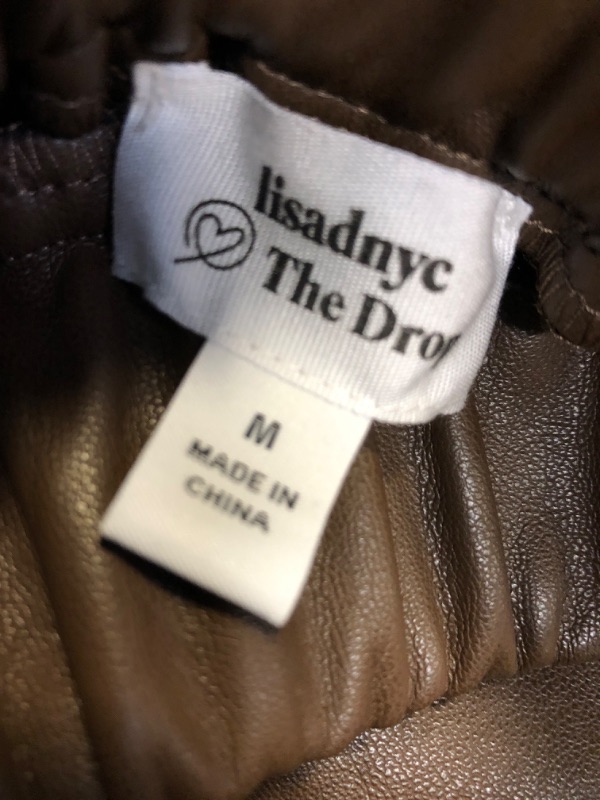 lisadnyc
The Drop
M
MADE IN
CHINA